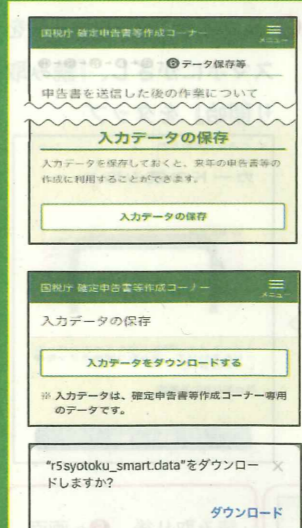 国税庁 確定申告書等作成コーナー
メニュー
❻データ保存等
申告書を送信した後の作業について
入力データの保存
入力データを保存しておくと、来年の申告書等の
作成に利用することができます。
入力データの保存
国税庁 確定申告書等作成コーナー
メニュー
入力データの保存
入力データをダウンロードする
※ 入力データは、確定申告書等作成コーナー専用
のデータです。
"r5syotoku_smart.data"をダウンロー
ドしますか?
ダウンロード